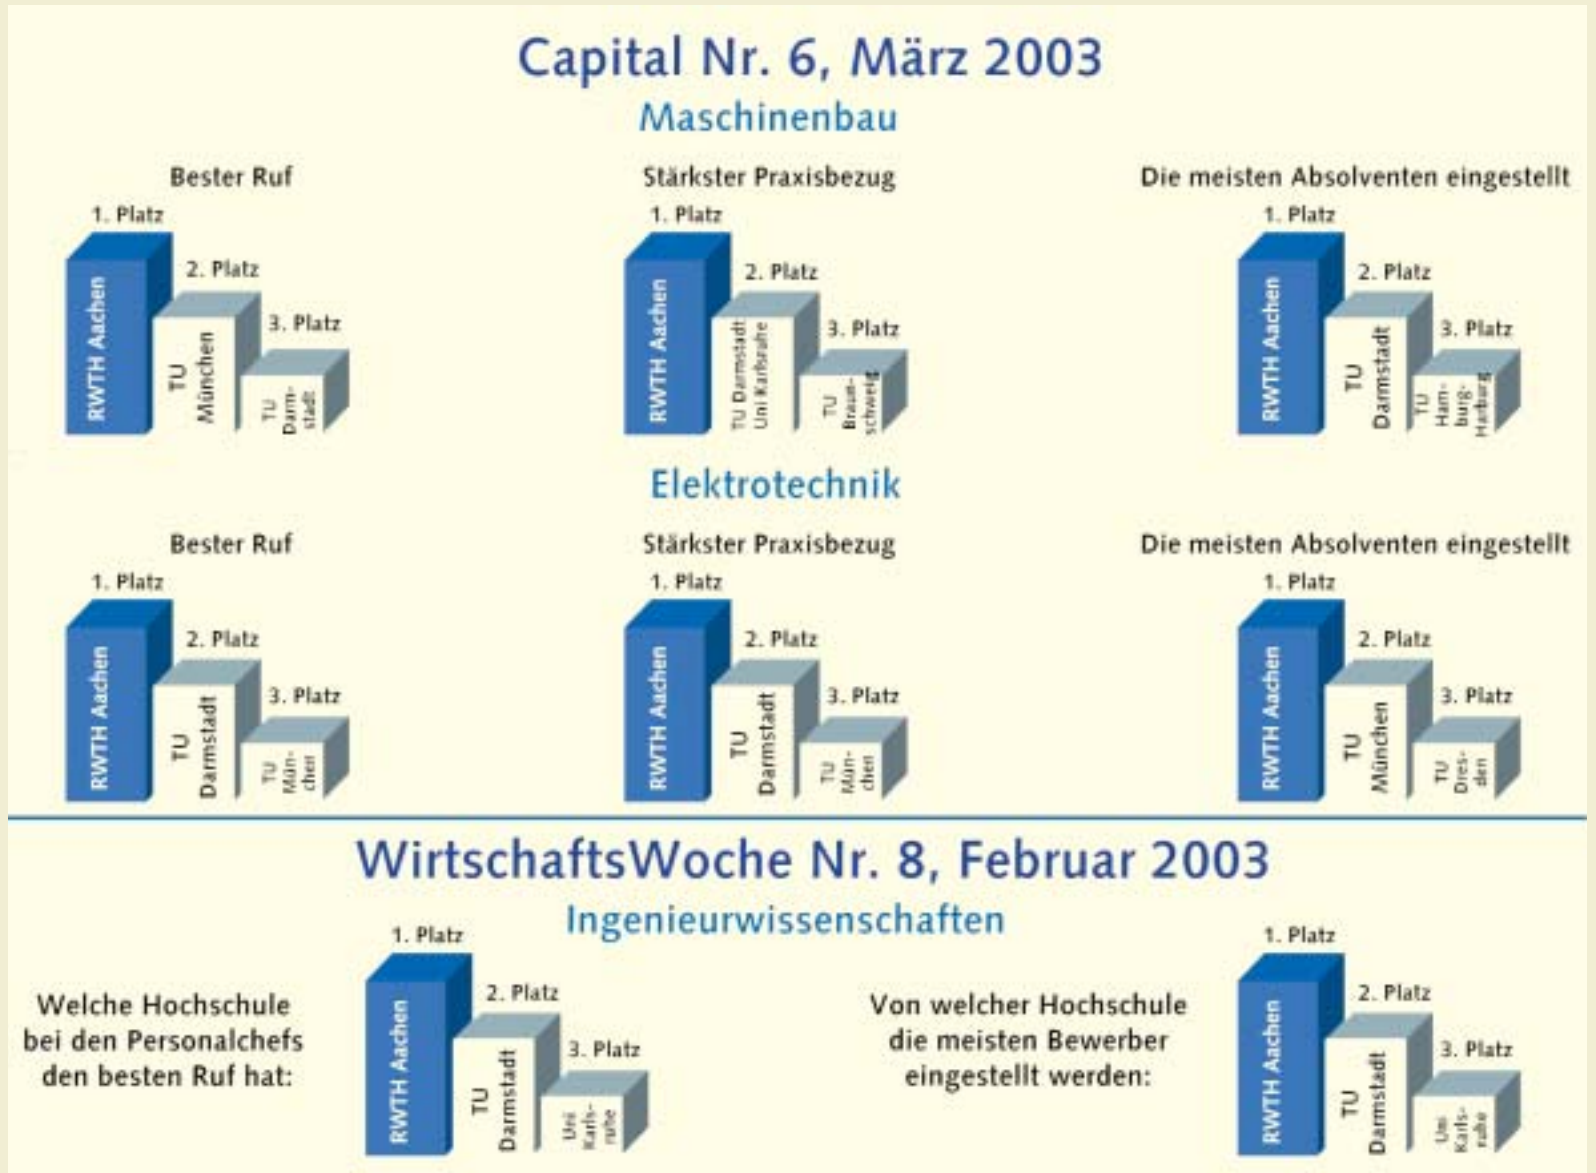 Capital Nr. 6, März 2003
Maschinenbau
Bester Ruf
1. Platz
RWTH Aachen
2. Platz
TU
München
3. Platz
TU
Darm-
stadt
Stärkster Praxisbezug
1. Platz
RWTH Aachen
2. Platz
TU Darmstadt
Uni Karlsruhe
3. Platz
TU
Braun-
schweig
Die meisten Absolventen eingestellt
1. Platz
RWTH Aachen
2. Platz
TU
Darmstadt
3. Platz
TU
Ham-
burg-
Harburg
Elektrotechnik
Bester Ruf
1. Platz
RWTH Aachen
2. Platz
TU
Darmstadt
3. Platz
TU
Mün-
chen
Stärkster Praxisbezug
1. Platz
RWTH Aachen
2. Platz
TU
Darmstadt
3. Platz
TU
Mün-
chen
Die meisten Absolventen eingestellt
1. Platz
RWTH Aachen
2. Platz
TU
München
3. Platz
TU
Dres-
den
WirtschaftsWoche Nr. 8, Februar 2003
Ingenieurwissenschaften
Welche Hochschule
bei den Personalchefs
den besten Ruf hat:
1. Platz
RWTH Aachen
2. Platz
TU
Darmstadt
3. Platz
Uni
Karls-
ruhe
Von welcher Hochschule
die meisten Bewerber
eingestellt werden:
1. Platz
RWTH Aachen
2. Platz
TU
Darmstadt
3. Platz
Uni
Karls-
ruhe